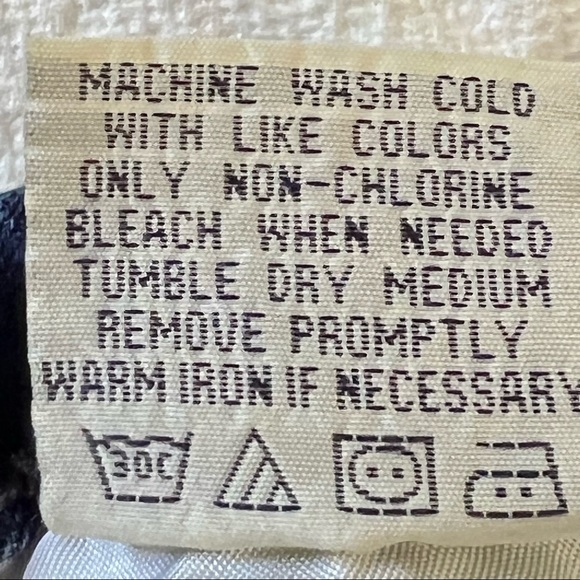 MACHINE WASH COLD
WITH LIKE COLORS
ONLY NON-CHLORINE
BLEACH WHEN NEEDED
TUMBLE DRY MEDIUM
REMOVE PROMPTLY
WARM IRON IF NECESSARY
30C